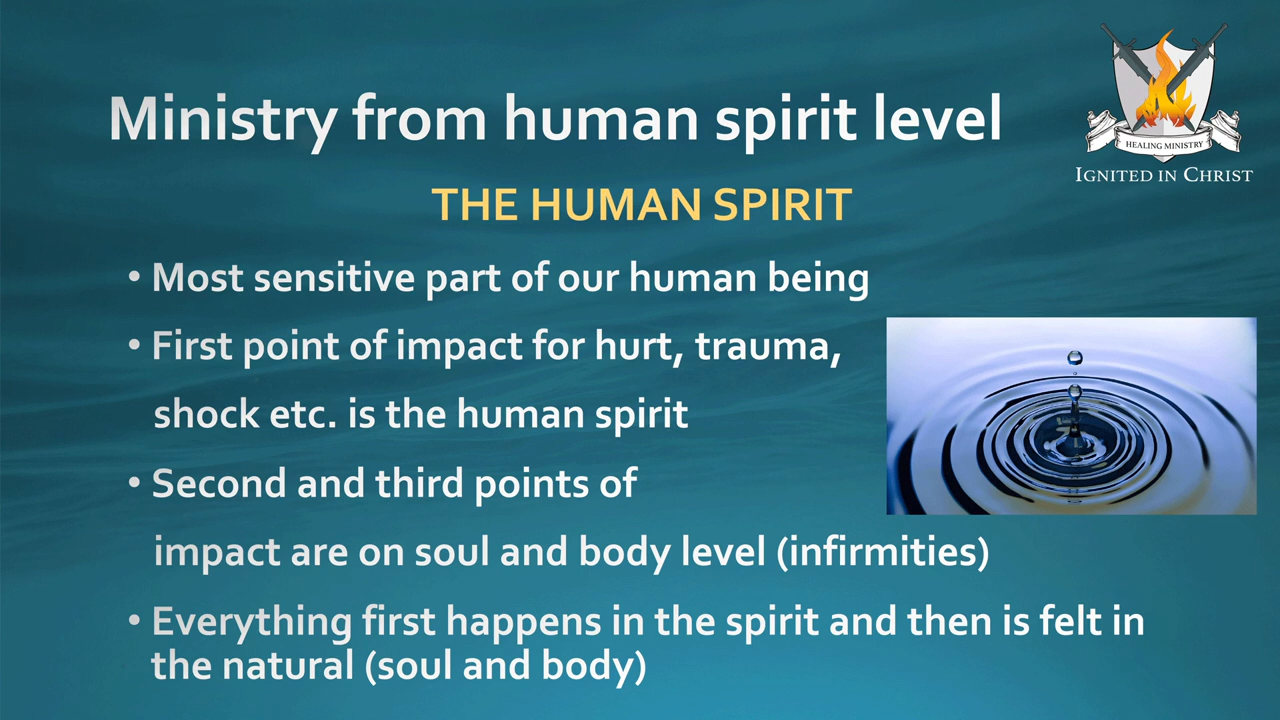 Ministry from human spirit level
HEALING MINISTRY
IGNITED IN CHRIST
THE HUMAN SPIRIT
• Most sensitive part of our human being
• First point of impact for hurt, trauma,
shock etc. is the human spirit
• Second and third points of
impact are on soul and body level (infirmities)
• Everything first happens in the spirit and then is felt in
the natural (soul and body)